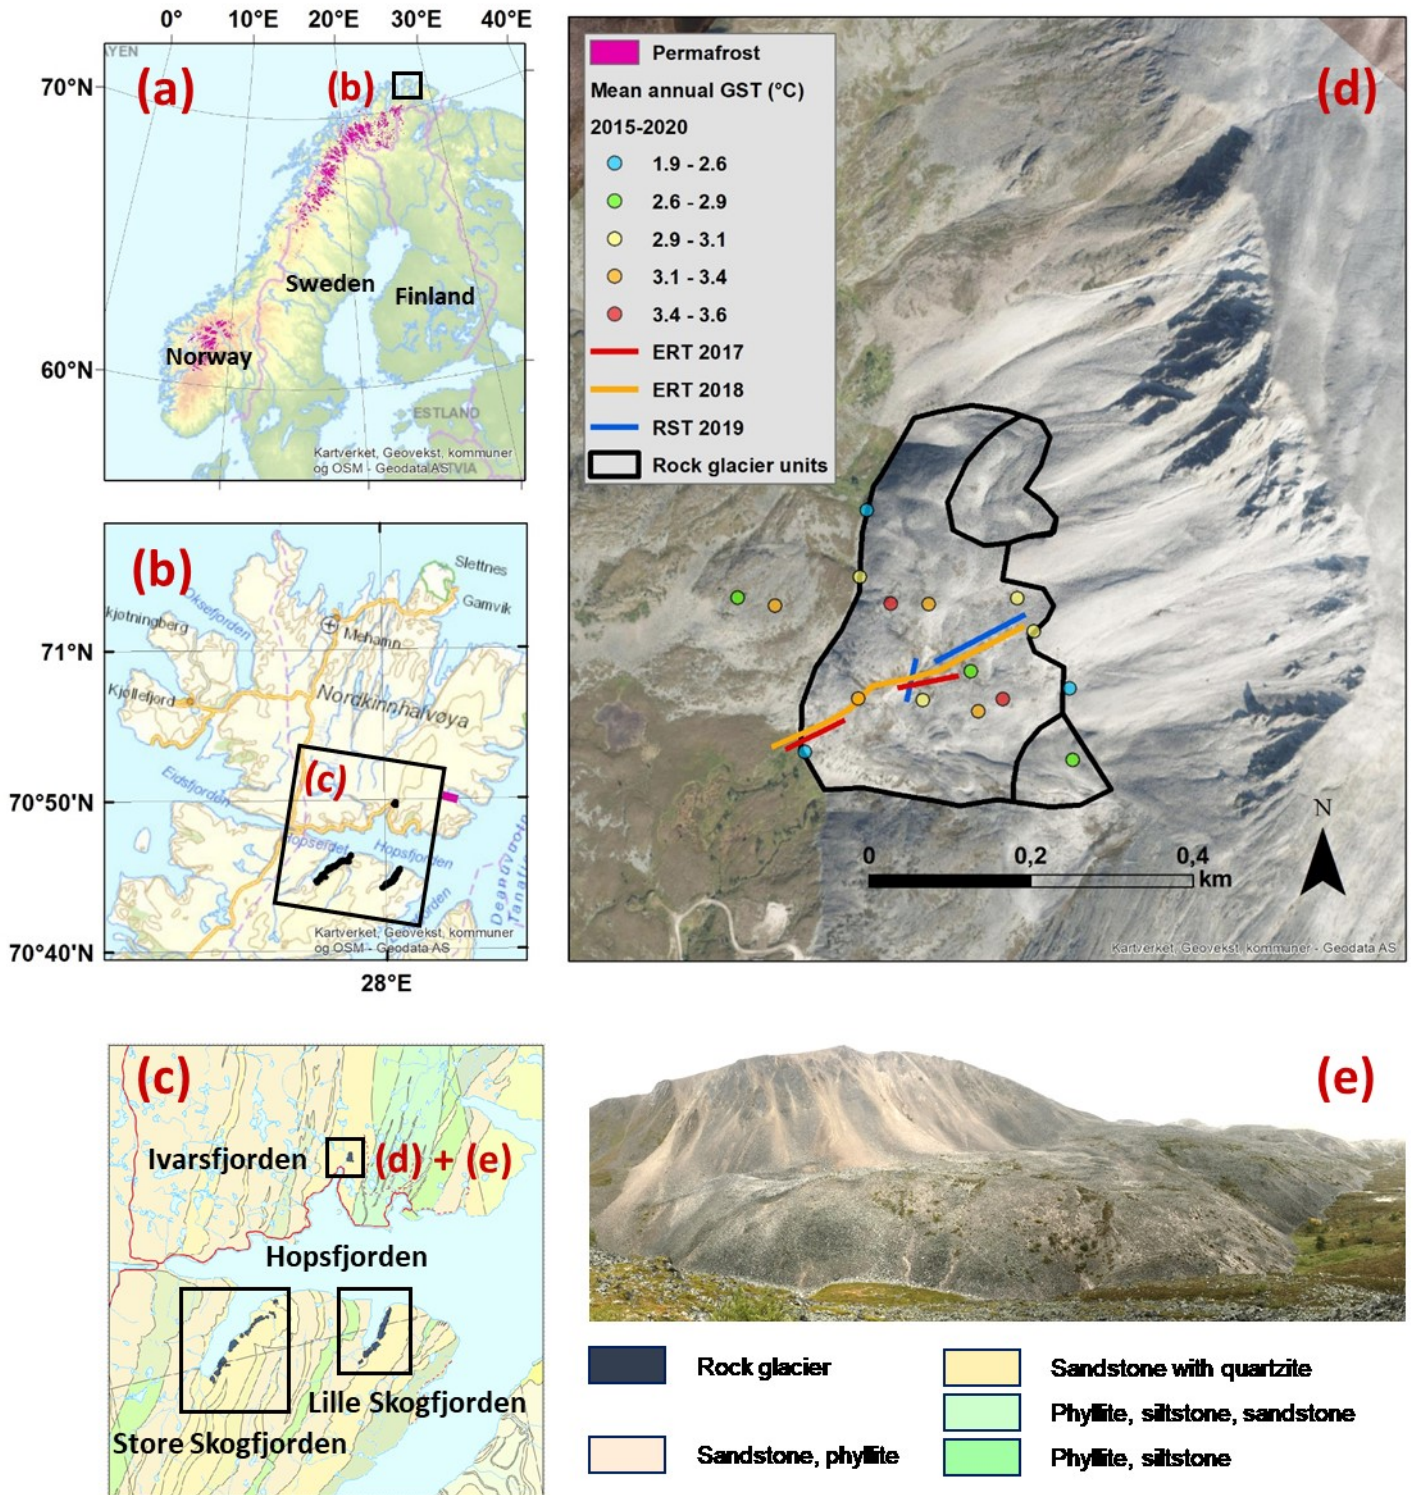 0° 10°E 20°E 30°E 40°E
70°N
60°N
(a)
(b)
Norway
Sweden
Finland
ESTLAND
Kartverket, Geovekst, kommuner
og OSM - Geodata AS
(b)
Slettnes
Gamvik
Mehamn
Oksefjorden
Kjøllefjord
Nordkinnhalvøya
Eidsfjorden
(c)
Hopseidet
Hopsfjorden
Kartverket, Geovekst, kommuner
og OSM - Geodata AS
71°N
70°50'N
70°40'N
28°E
(d)
Permafrost
Mean annual GST (°C)
2015-2020
1.9 - 2.6
2.6 - 2.9
2.9 - 3.1
3.1 - 3.4
3.4 - 3.6
ERT 2017
ERT 2018
RST 2019
Rock glacier units
N
0 0,2 0,4
km
Kartverket, Geovekst, kommuner - Geodata AS
(c)
Ivarsfjorden
(d) + (e)
Hopsfjorden
Lille Skogfjorden
Store Skogfjorden
(e)
Rock glacier
Sandstone, phyllite
Sandstone with quartzite
Phyllite, siltstone, sandstone
Phyllite, siltstone